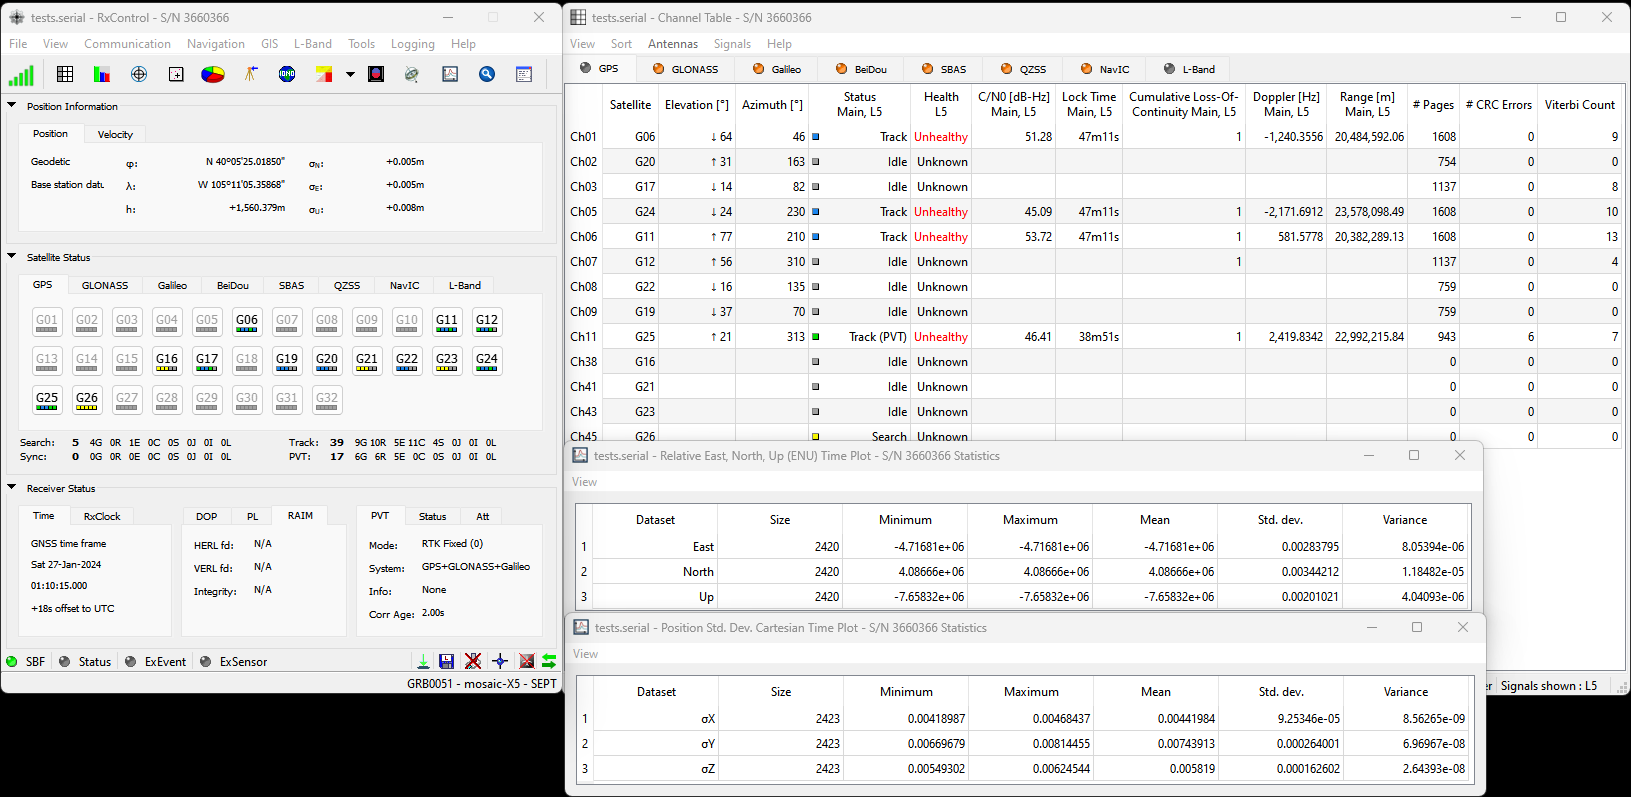 tests.serial - RxControl - S/N 3660366
File View Communication Navigation GIS L-Band Tools Logging Help
IONO
Position Information
Position Velocity
Geodetic φ: N 40°05'25.01850" σN: +0.005m
Base station datu λ: W 105°11'05.35868" σE: +0.005m
h: +1,560.379m σU: +0.008m
Satellite Status
GPS GLONASS Galileo BeiDou SBAS QZSS NavIC L-Band
G01 G02 G03 G04 G05 G06 G07 G08 G09 G10 G11 G12
G13 G14 G15 G16 G17 G18 G19 G20 G21 G22 G23 G24
G25 G26 G27 G28 G29 G30 G31 G32
Search: 5 4G 0R 1E 0C 0S 0J 0I 0L Track: 39 9G 10R 5E 11C 4S 0J 0I 0L
Sync: 0 0G 0R 0E 0C 0S 0J 0I 0L PVT: 17 6G 6R 5E 0C 0S 0J 0I 0L
Receiver Status
Time RxClock
GNSS time frame
Sat 27-Jan-2024
01:10:15.000
+18s offset to UTC
DOP PL RAIM
HERL fd: N/A
VERL fd: N/A
Integrity: N/A
PVT Status Att
Mode: RTK Fixed (0)
System: GPS+GLONASS+Galileo
Info: None
Corr Age: 2.00s
SBF Status ExEvent ExSensor
GRB0051 - mosaic-X5 - SEPT
tests.serial - Channel Table - S/N 3660366
View Sort Antennas Signals Help
GPS GLONASS Galileo BeiDou SBAS QZSS NavIC L-Band
Satellite Elevation [°] Azimuth [°] Status Main, L5 Health L5 C/N0 [dB-Hz] Main, L5 Lock Time Main, L5 Cumulative Loss-Of-Continuity Main, L5 Doppler [Hz] Main, L5 Range [m] Main, L5 # Pages # CRC Errors Viterbi Count
Ch01 G06 ↓ 64 46 Track Unhealthy 51.28 47m11s 1 -1,240.3556 20,484,592.06 1608 0 9
Ch02 G20 ↑ 31 163 Idle Unknown 754 0 0
Ch03 G17 ↓ 14 82 Idle Unknown 1137 0 8
Ch05 G24 ↓ 24 230 Track Unhealthy 45.09 47m11s 1 -2,171.6912 23,578,098.49 1608 0 10
Ch06 G11 ↑ 77 210 Track Unhealthy 53.72 47m11s 1 581.5778 20,382,289.13 1608 0 13
Ch07 G12 ↑ 56 310 Idle Unknown 1 1137 0 4
Ch08 G22 ↓ 16 135 Idle Unknown 759 0 0
Ch09 G19 ↓ 37 70 Idle Unknown 759 0 0
Ch11 G25 ↑ 21 313 Track (PVT) Unhealthy 46.41 38m51s 1 2,419.8342 22,992,215.84 943 6 7
Ch38 G16 Idle Unknown 0 0 0
Ch41 G21 Idle Unknown 0 0 0
Ch43 G23 Idle Unknown 0 0 0
Ch45 G26 Search Unknown 0 0 0
er Signals shown : L5
tests.serial - Relative East, North, Up (ENU) Time Plot - S/N 3660366 Statistics
View
Dataset Size Minimum Maximum Mean Std. dev. Variance
1 East 2420 -4.71681e+06 -4.71681e+06 -4.71681e+06 0.00283795 8.05394e-06
2 North 2420 4.08666e+06 4.08666e+06 4.08666e+06 0.00344212 1.18482e-05
3 Up 2420 -7.65832e+06 -7.65832e+06 -7.65832e+06 0.00201021 4.04093e-06
tests.serial - Position Std. Dev. Cartesian Time Plot - S/N 3660366 Statistics
View
Dataset Size Minimum Maximum Mean Std. dev. Variance
1 σX 2423 0.00418987 0.00468437 0.00441984 9.25346e-05 8.56265e-09
2 σY 2423 0.00669679 0.00814455 0.00743913 0.000264001 6.96967e-08
3 σZ 2423 0.00549302 0.00624544 0.005819 0.000162602 2.64393e-08